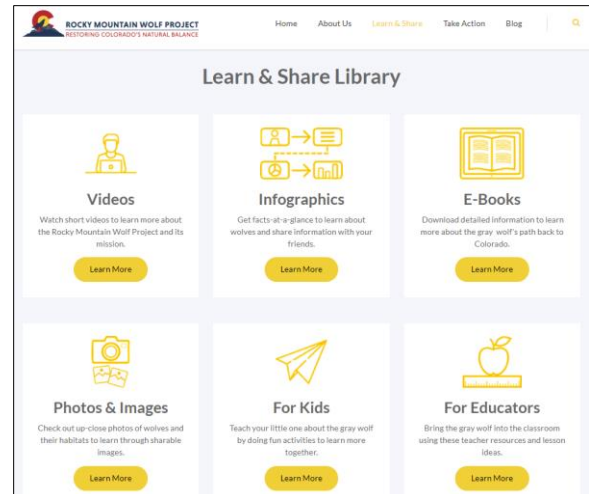 ROCKY MOUNTAIN WOLF PROJECT
RESTORING COLORADO'S NATURAL BALANCE
Home About Us Learn & Share Take Action Blog
Learn & Share Library
Videos
Watch short videos to learn more about
the Rocky Mountain Wolf Project and its
mission.
Learn More
Infographics
Get facts-at-a-glance to learn about
wolves and share information with your
friends.
Learn More
E-Books
Download detailed information to learn
more about the gray wolf's path back to
Colorado.
Learn More
Photos & Images
Check out up-close photos of wolves and
their habitats to learn through sharable
images.
Learn More
For Kids
Teach your little one about the gray wolf
by doing fun activities to learn more
together.
Learn More
For Educators
Bring the gray wolf into the classroom
using these teacher resources and lesson
ideas.
Learn More